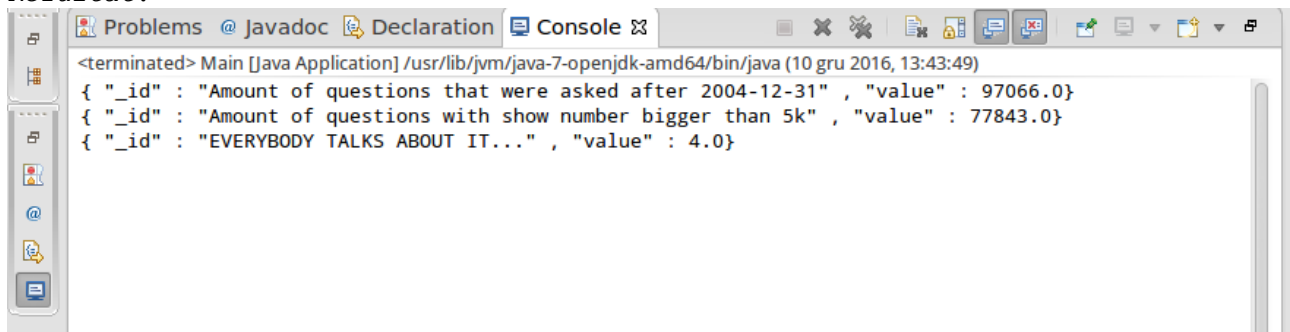 Problems @ Javadoc Declaration Console
<terminated> Main [Java Application] /usr/lib/jvm/java-7-openjdk-amd64/bin/java (10 gru 2016, 13:43:49)
{ "_id" : "Amount of questions that were asked after 2004-12-31" , "value" : 97066.0}
{ "_id" : "Amount of questions with show number bigger than 5k" , "value" : 77843.0}
{ "_id" : "EVERYBODY TALKS ABOUT IT..." , "value" : 4.0}